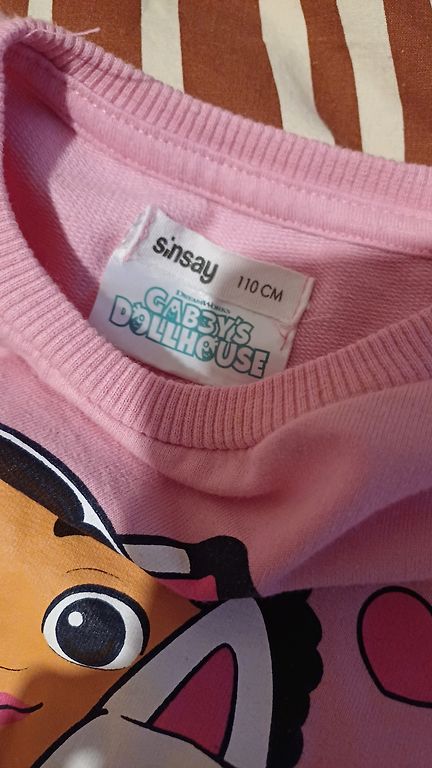 sinsay
110 CM
DREAMWORKS
GABBY'S
DOLLHOUSE